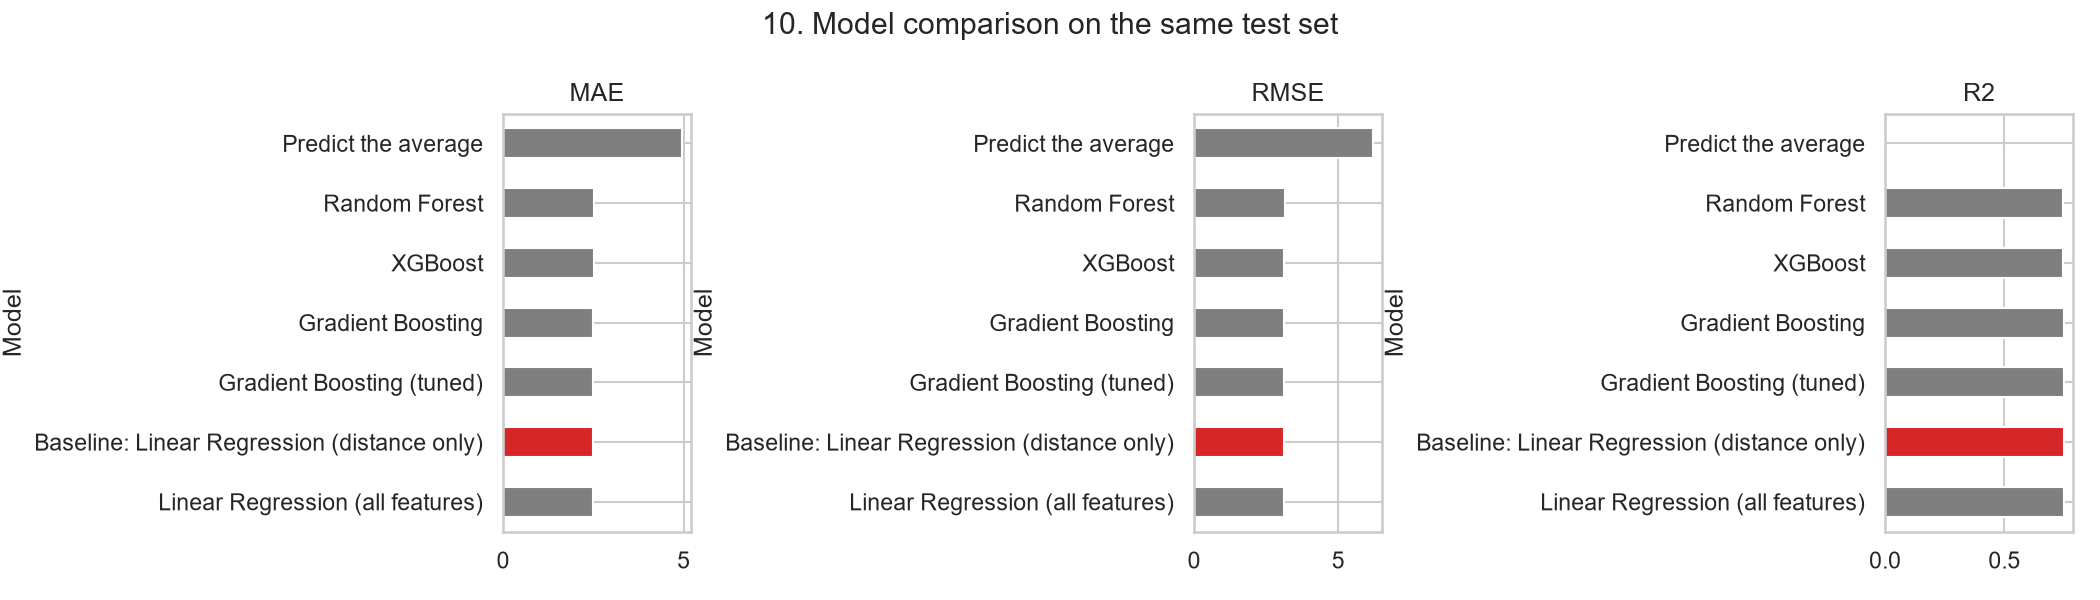 10. Model comparison on the same test set
MAE
Model
Predict the average
Random Forest
XGBoost
Gradient Boosting
Gradient Boosting (tuned)
Baseline: Linear Regression (distance only)
Linear Regression (all features)
0 5
RMSE
Model
Predict the average
Random Forest
XGBoost
Gradient Boosting
Gradient Boosting (tuned)
Baseline: Linear Regression (distance only)
Linear Regression (all features)
0 5
R2
Model
Predict the average
Random Forest
XGBoost
Gradient Boosting
Gradient Boosting (tuned)
Baseline: Linear Regression (distance only)
Linear Regression (all features)
0.0 0.5